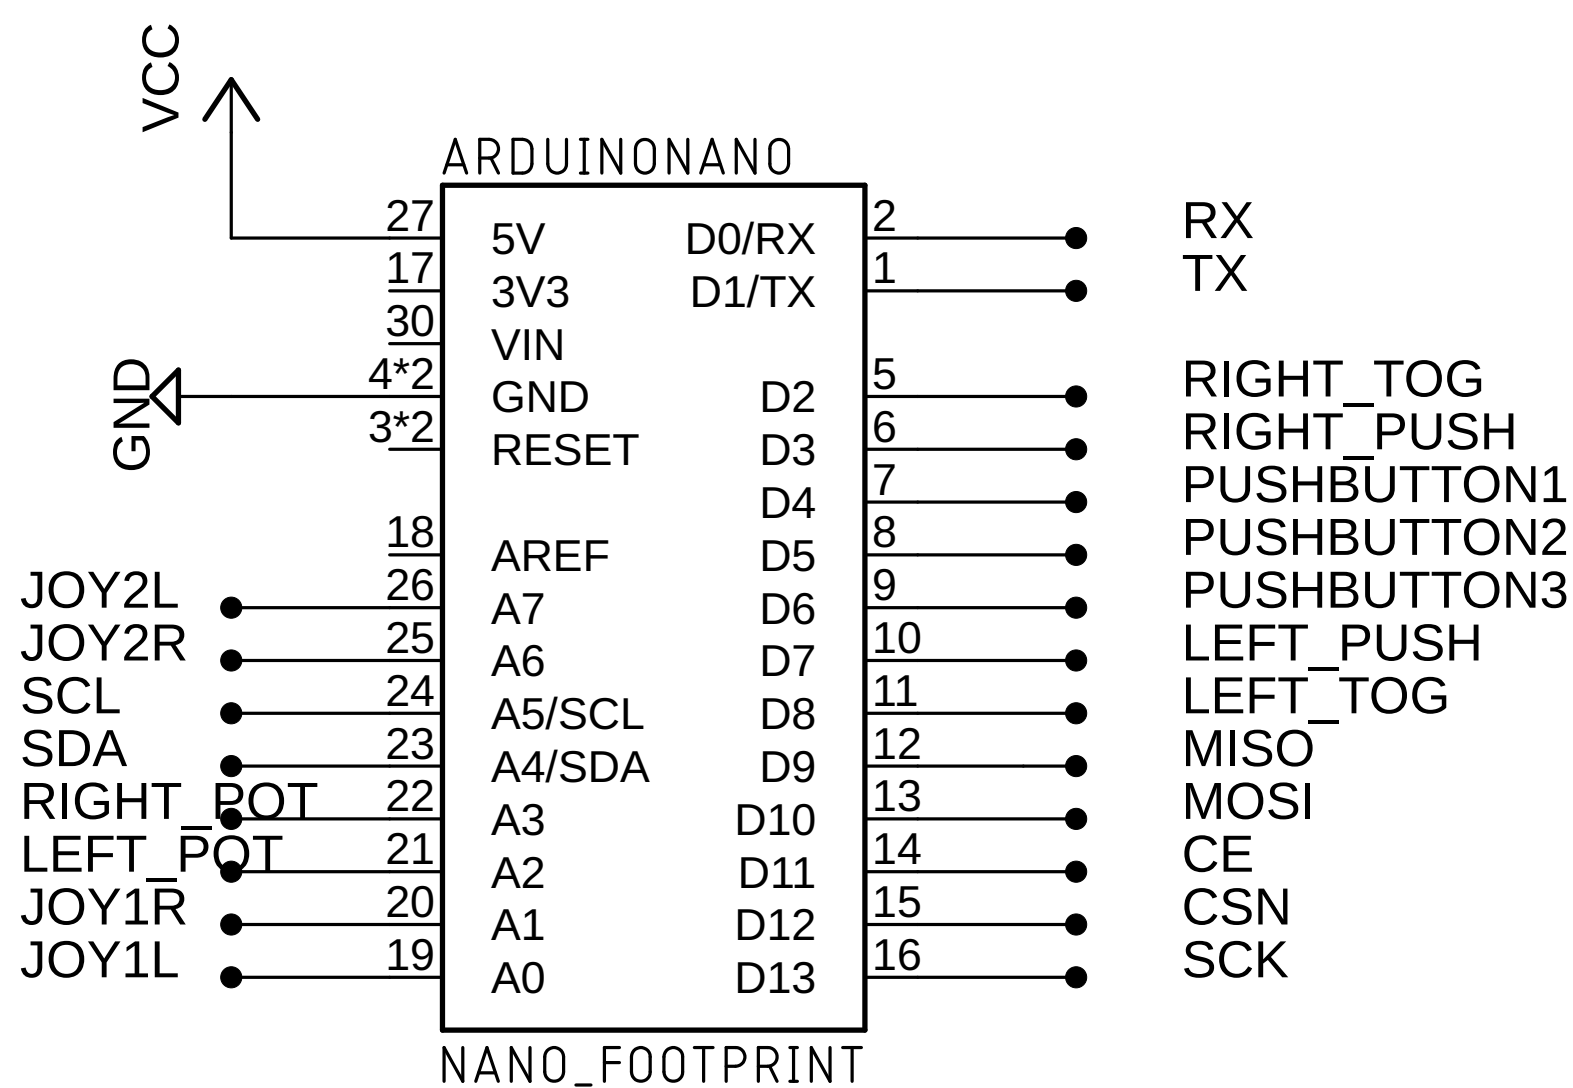 VCC
ARDUINONANO
27 5V D0/RX 2 RX
17 3V3 D1/TX 1 TX
30 VIN
GND 4*2 GND D2 5 RIGHT_TOG
3*2 RESET D3 6 RIGHT_PUSH
D4 7 PUSHBUTTON1
18 AREF D5 8 PUSHBUTTON2
JOY2L 26 A7 D6 9 PUSHBUTTON3
JOY2R 25 A6 D7 10 LEFT_PUSH
SCL 24 A5/SCL D8 11 LEFT_TOG
SDA 23 A4/SDA D9 12 MISO
RIGHT_POT 22 A3 D10 13 MOSI
LEFT_POT 21 A2 D11 14 CE
JOY1R 20 A1 D12 15 CSN
JOY1L 19 A0 D13 16 SCK
NANO_FOOTPRINT